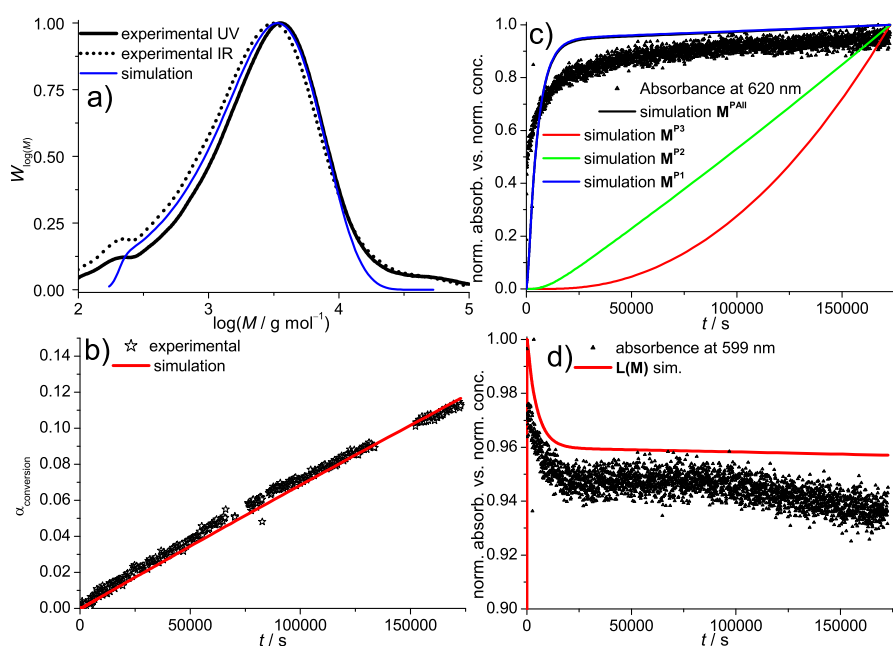 1.00
0.75
0.50
0.25
0.00
W log(M)
experimental UV
experimental IR
simulation
a)
2
3
4
5
log(M / g mol⁻¹)
c)
1.0
0.8
0.6
0.4
0.2
0.0
norm. absorb. vs. norm. conc.
Absorbance at 620 nm
simulation M^PAll
simulation M^P3
simulation M^P2
simulation M^P1
0
50000
100000
150000
t / s
b)
0.14
0.12
0.10
0.08
0.06
0.04
0.02
0.00
α conversion
experimental
simulation
0
50000
100000
150000
t / s
d)
1.00
0.98
0.96
0.94
0.92
0.90
norm. absorb. vs. norm. conc.
absorbence at 599 nm
L(M) sim.
0
50000
100000
150000
t / s